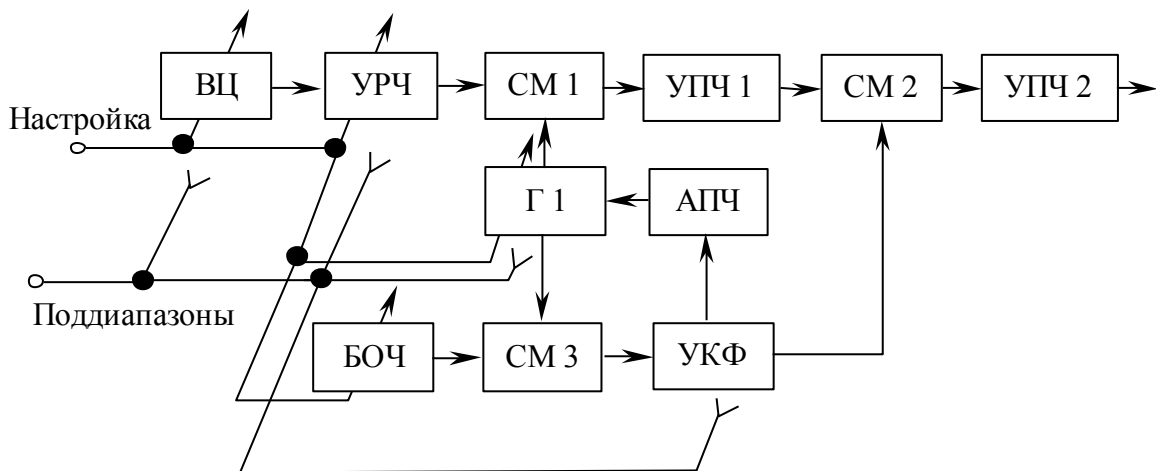 ВЦ
УРЧ
СМ 1
УПЧ 1
СМ 2
УПЧ 2
Настройка
Г 1
АПЧ
Поддиапазоны
БОЧ
СМ 3
УКФ